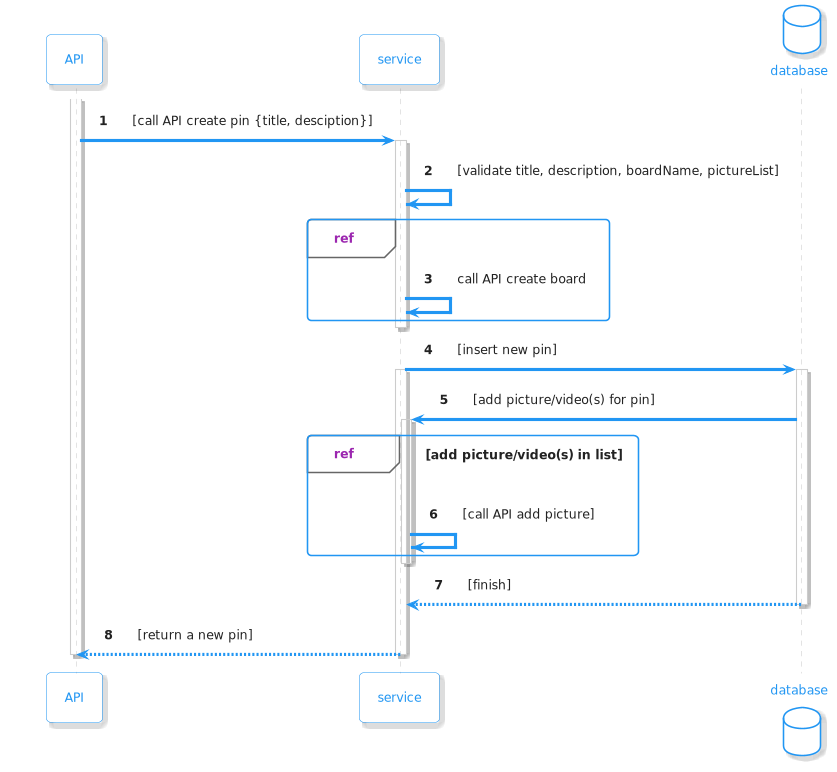 API
service
database
1 [call API create pin {title, desciption}]
2 [validate title, description, boardName, pictureList]
ref
3 call API create board
4 [insert new pin]
5 [add picture/video(s) for pin]
ref [add picture/video(s) in list]
6 [call API add picture]
7 [finish]
8 [return a new pin]
API
service
database